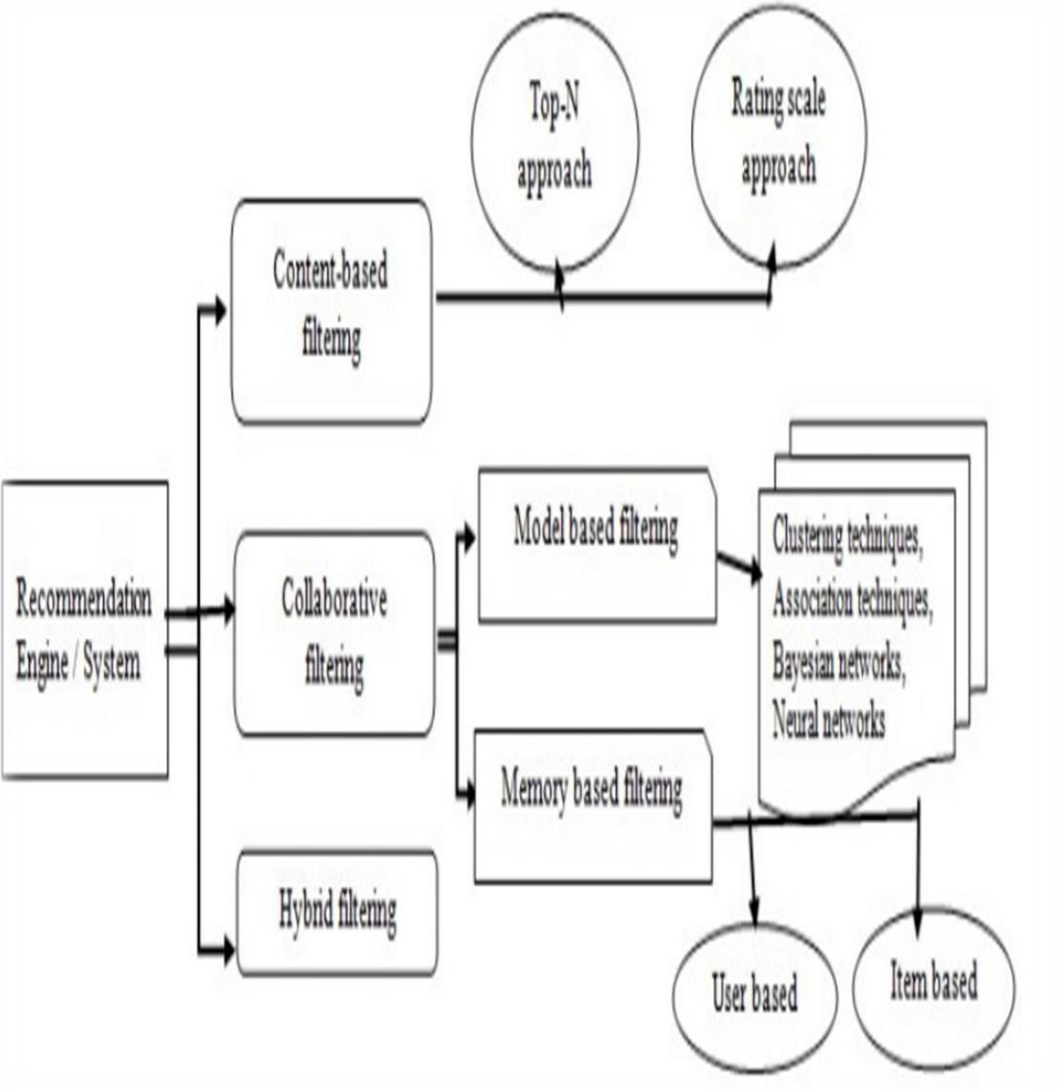 Top-N
approach
Rating scale
approach
Content-based
filtering
Recommendation
Engine / System
Collaborative
filtering
Model based filtering
Clustering techniques,
Association techniques,
Bayesian networks,
Neural networks
Memory based filtering
Hybrid filtering
User based
Item based